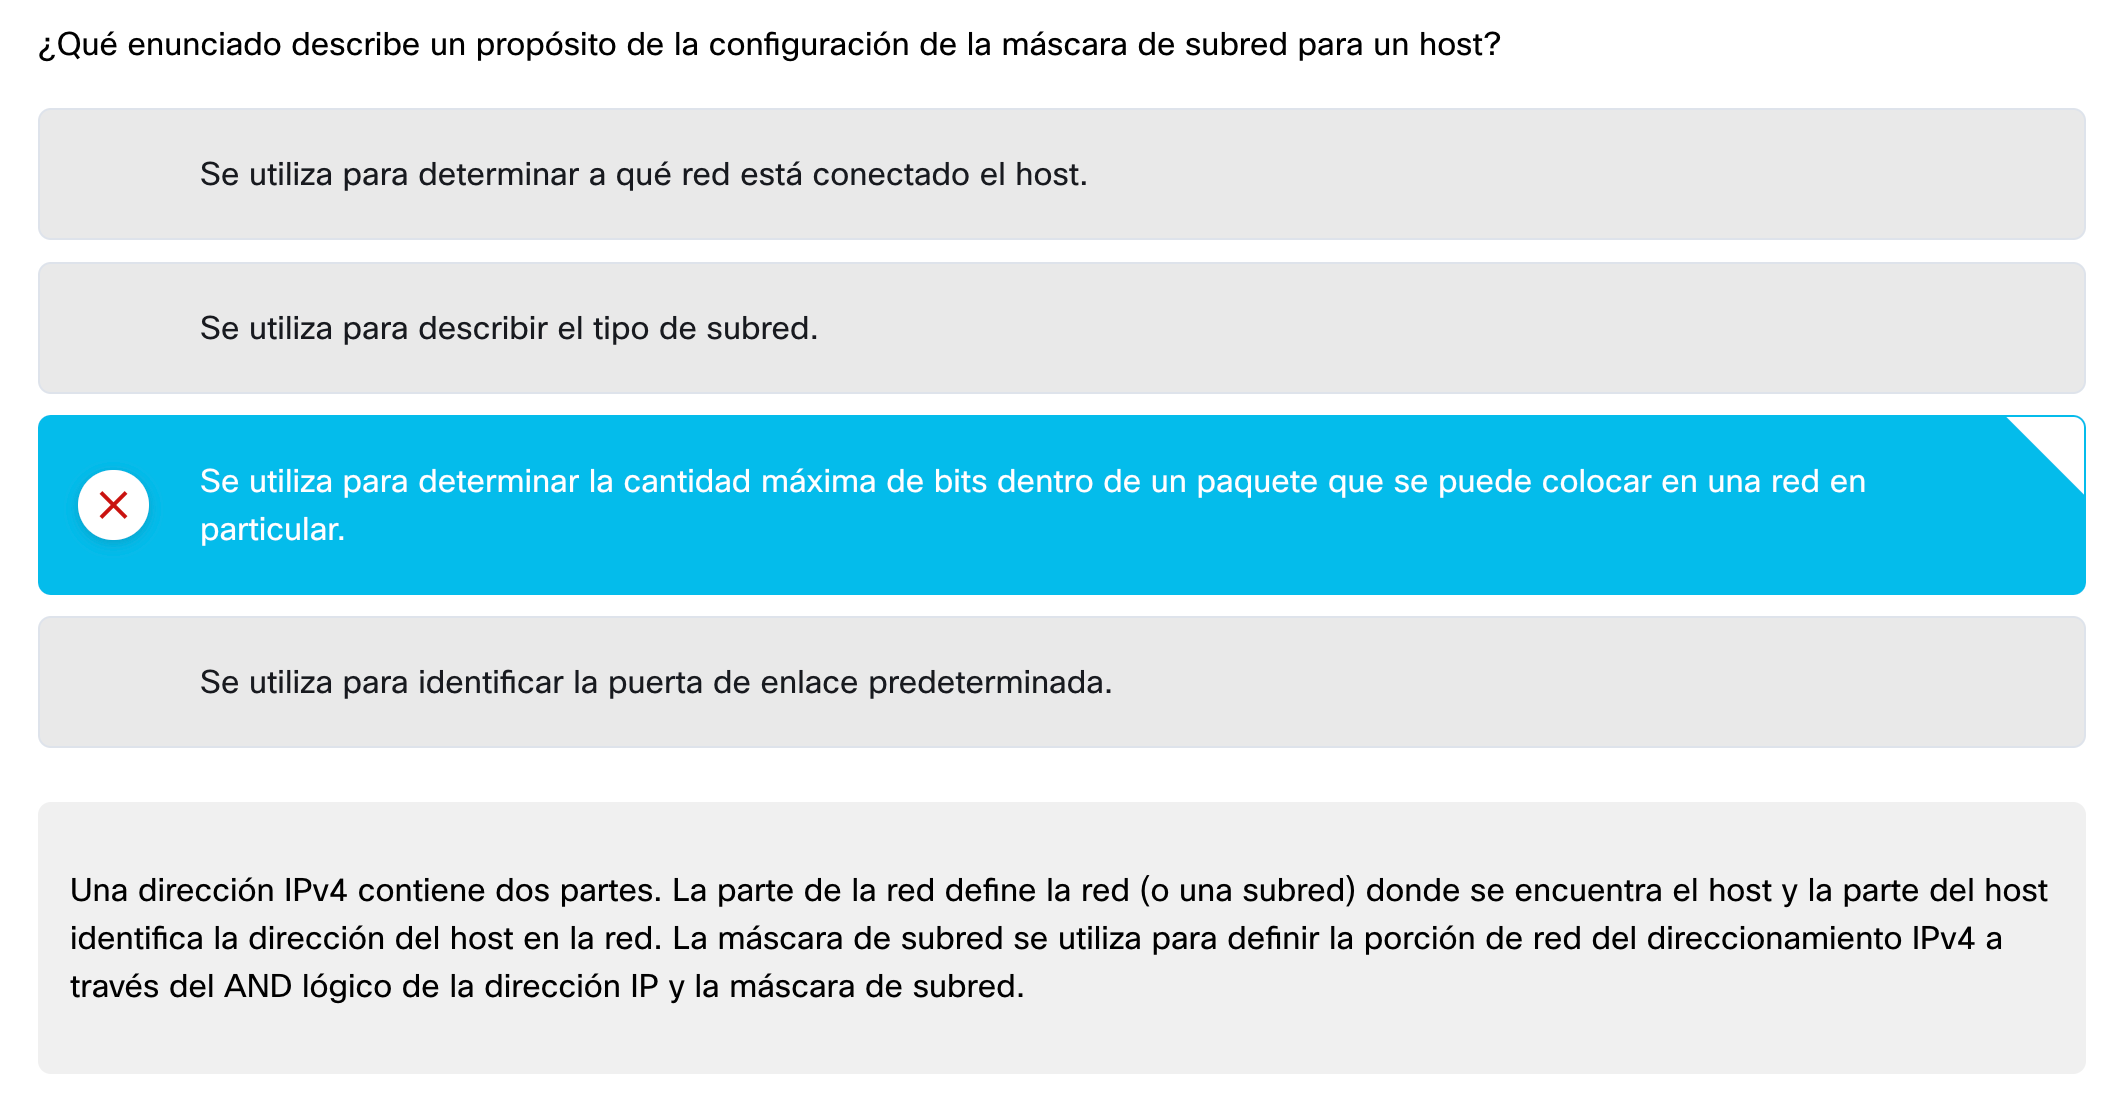 ¿Qué enunciado describe un propósito de la configuración de la máscara de subred para un host?
Se utiliza para determinar a qué red está conectado el host.
Se utiliza para describir el tipo de subred.
Se utiliza para determinar la cantidad máxima de bits dentro de un paquete que se puede colocar en una red en
particular.
Se utiliza para identificar la puerta de enlace predeterminada.
Una dirección IPv4 contiene dos partes. La parte de la red define la red (o una subred) donde se encuentra el host y la parte del host
identifica la dirección del host en la red. La máscara de subred se utiliza para definir la porción de red del direccionamiento IPv4 a
través del AND lógico de la dirección IP y la máscara de subred.